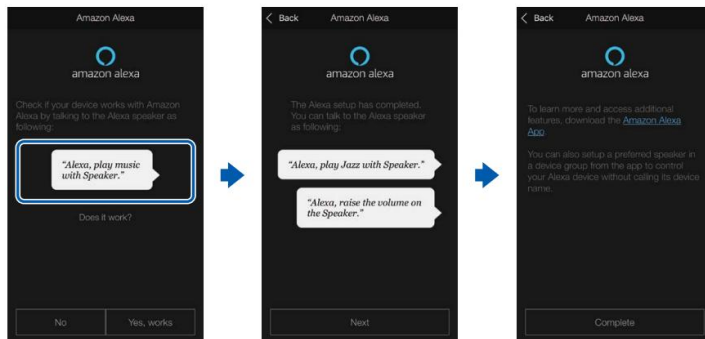 Amazon Alexa
amazon alexa
Check if your device works with Amazon
Alexa by talking to the Alexa speaker as
following:
"Alexa, play music
with Speaker."
Does it work?
No
Yes, works
Back
Amazon Alexa
amazon alexa
The Alexa setup has completed.
You can talk to the Alexa speaker
as following:
"Alexa, play Jazz with Speaker."
"Alexa, raise the volume on
the Speaker."
Next
Back
Amazon Alexa
amazon alexa
To learn more and access additional
features, download the Amazon Alexa
App.
You can also setup a preferred speaker in
a device group from the app to control
your Alexa device without calling its device
name.
Complete